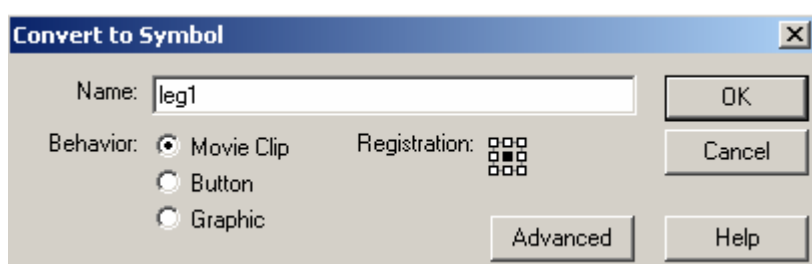 Convert to Symbol
Name: leg1 OK
Behavior: Movie Clip Registration: Cancel
Button
Graphic
Advanced Help